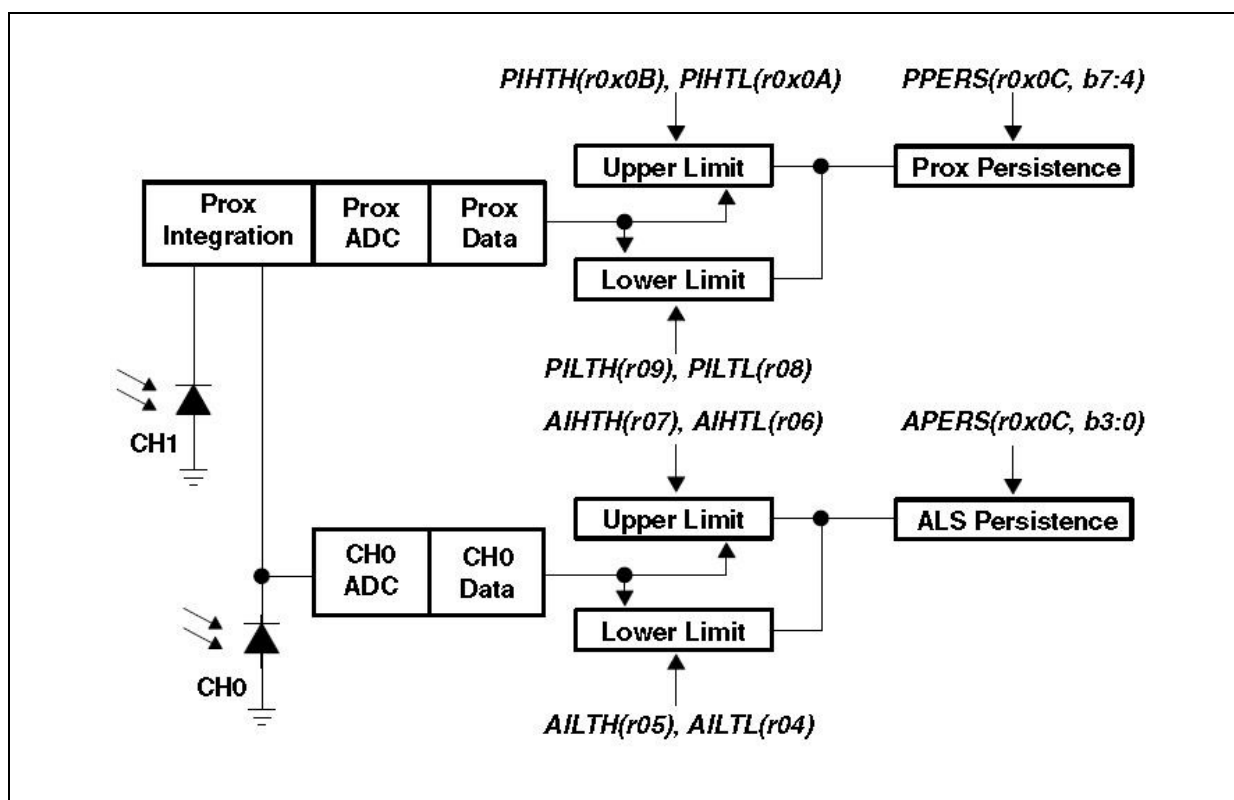 PIHTH(r0x0B), PIHTL(r0x0A)
PPERS(r0x0C, b7:4)
Upper Limit
Prox Persistence
Prox
Integration
Prox
ADC
Prox
Data
Lower Limit
PILTH(r09), PILTL(r08)
CH1
AIHTH(r07), AIHTL(r06)
APERS(r0x0C, b3:0)
Upper Limit
ALS Persistence
CH0
ADC
CH0
Data
Lower Limit
CH0
AILTH(r05), AILTL(r04)